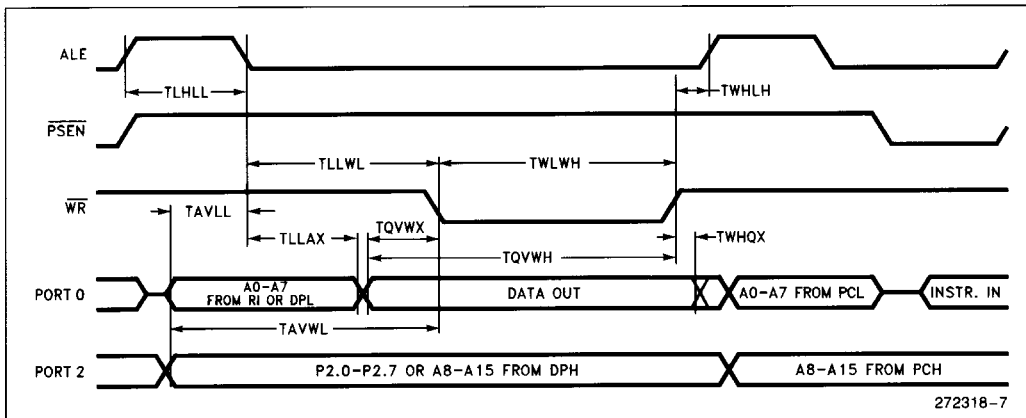 ALE
TLHLL
TWHLH
PSEN
TLLWL
TWLWH
WR
TAVLL
TQVWX
TLLAX
TWHQX
TQVWH
PORT 0
A0-A7
FROM RI OR DPL
DATA OUT
A0-A7 FROM PCL
INSTR. IN
TAVWL
PORT 2
P2.0-P2.7 OR A8-A15 FROM DPH
A8-A15 FROM PCH
272318-7